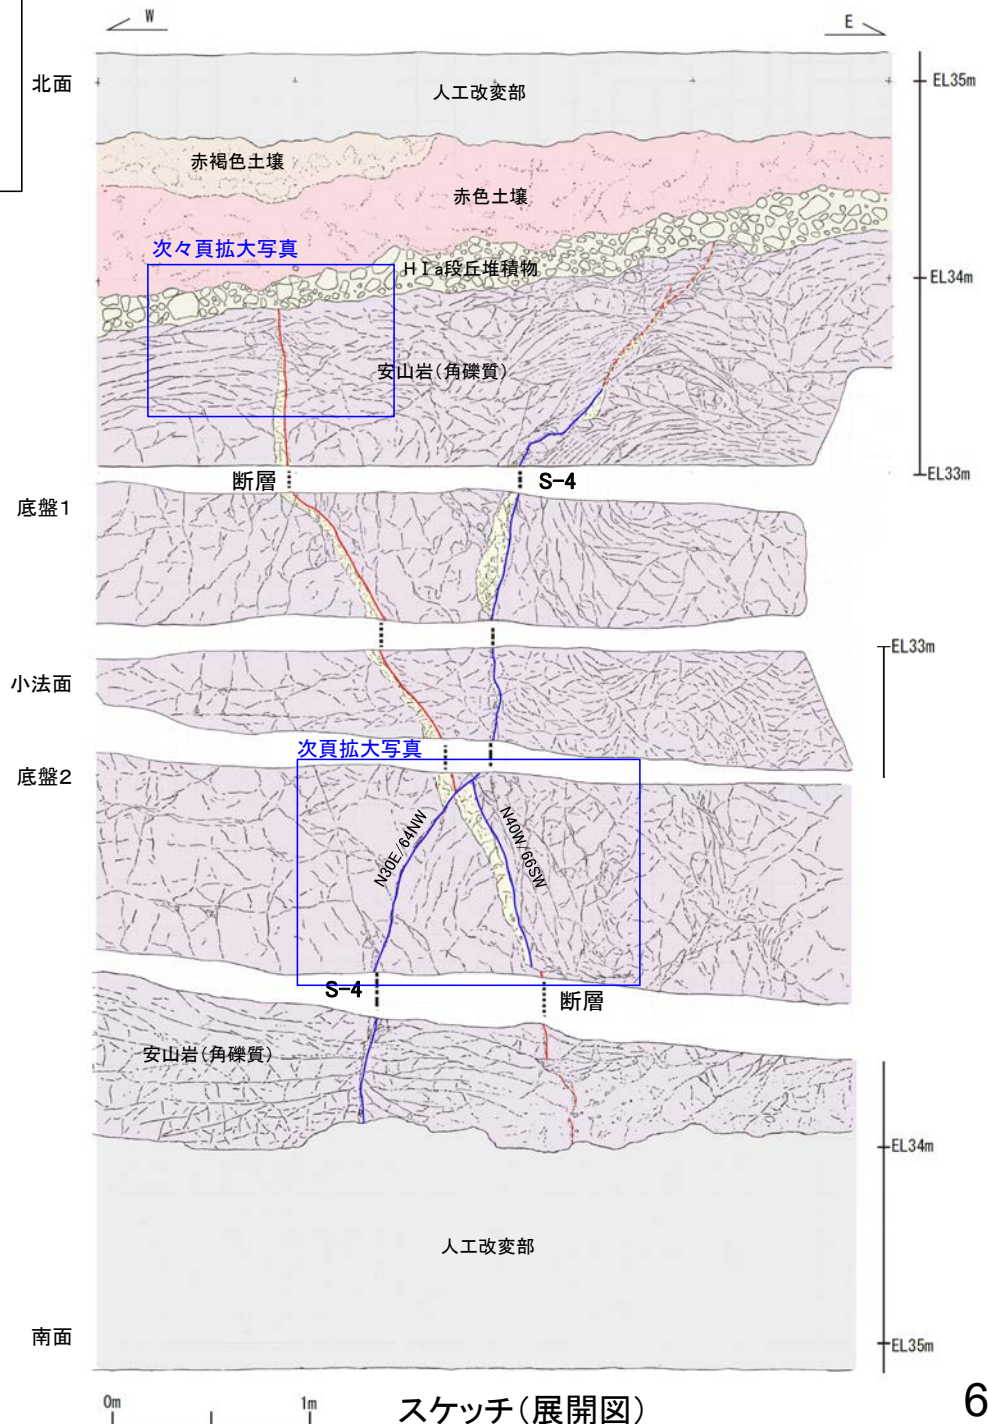 W
E
北面
EL35m
人工改変部
赤褐色土壌
赤色土壌
次々頁拡大写真
HⅠa段丘堆積物
EL34m
安山岩(角礫質)
断層
S-4
EL33m
底盤1
EL33m
小法面
次頁拡大写真
底盤2
N30E/64NW
N40W/66SW
S-4
断層
安山岩(角礫質)
EL34m
人工改変部
南面
EL35m
0m
1m
スケッチ(展開図)
6